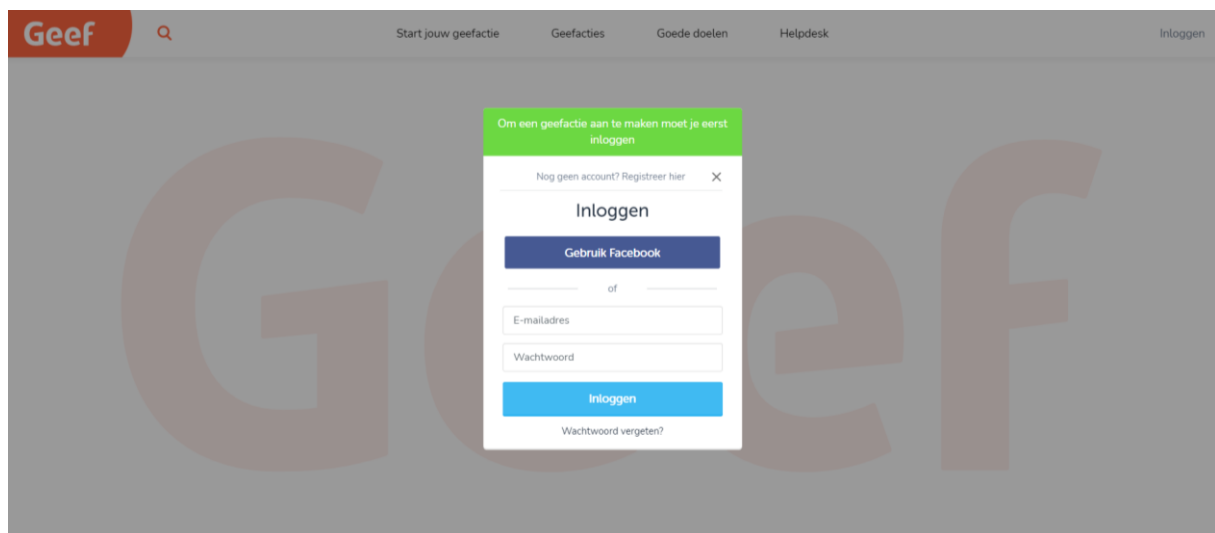 Geef
Start jouw geefactie
Geefacties
Goede doelen
Helpdesk
Inloggen
Geef
Om een geefactie aan te maken moet je eerst
inloggen
Nog geen account? Registreer hier
Inloggen
Gebruik Facebook
of
E-mailadres
Wachtwoord
Inloggen
Wachtwoord vergeten?